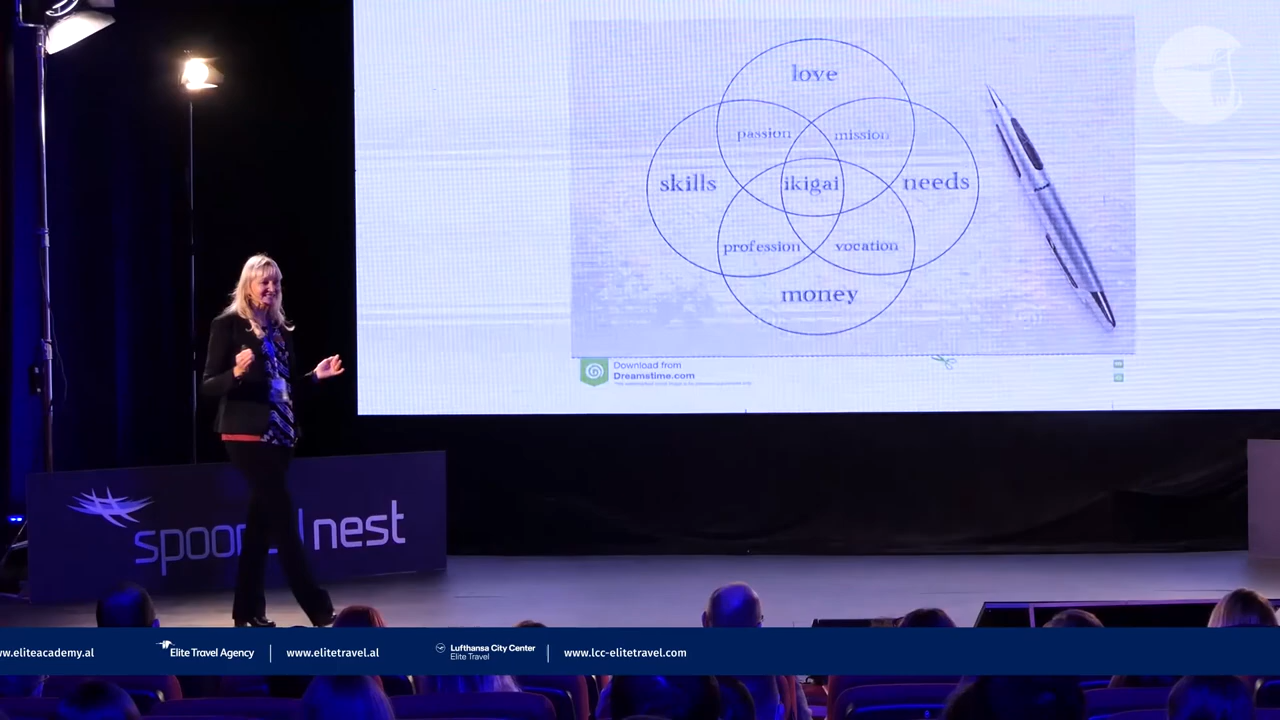 love
passion
mission
skills
ikigai
needs
profession
vocation
money
Download from
Dreamstime.com
nest
www.eliteacademy.al
Elite Travel Agency
www.elitetravel.al
Lufthansa City Center
Elite Travel
www.lcc-elitetravel.com